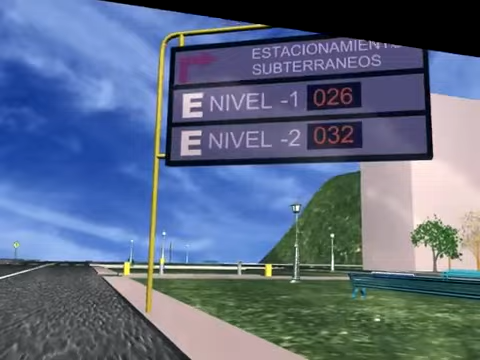 ESTACIONAMIENTOS
SUBTERRANEOS
E NIVEL -1 026
E NIVEL -2 032